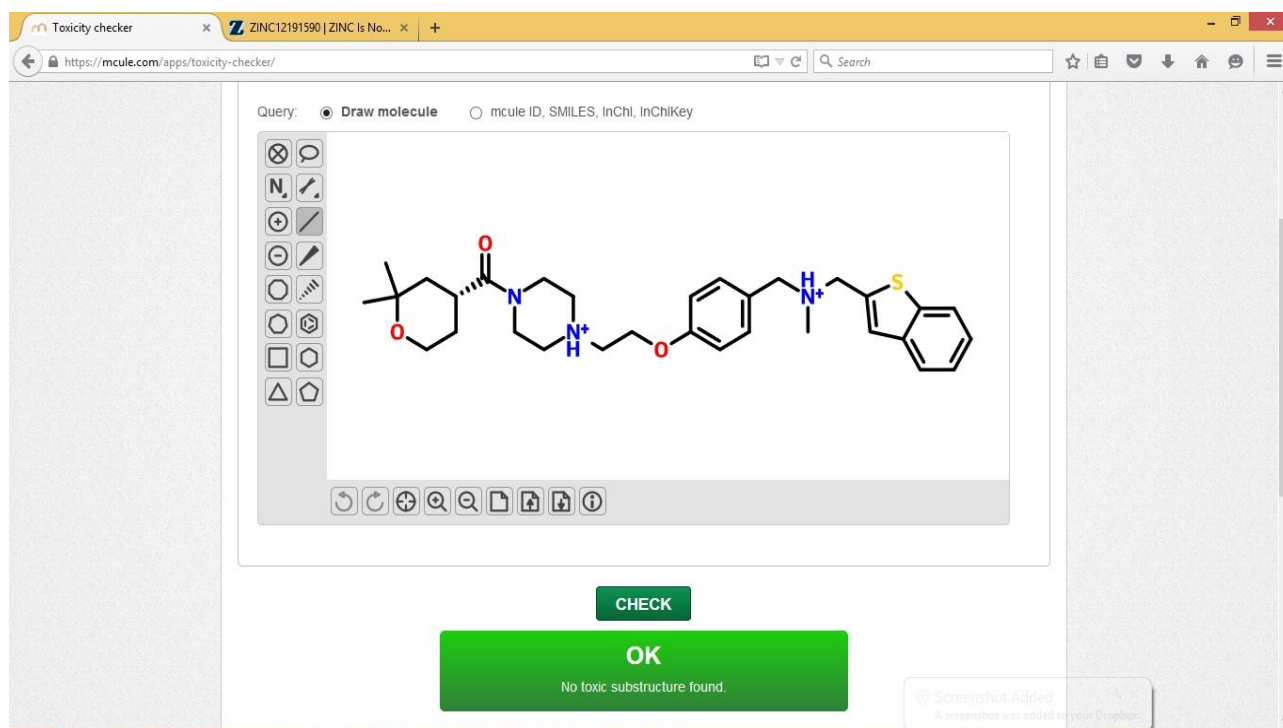 Toxicity checker × ZINC12191590 | ZINC Is No... × +
https://mcule.com/apps/toxicity-checker/ Search
Query: Draw molecule mcule ID, SMILES, InChI, InChIKey
N
O
N
H
N+
S
O
N+
H
O
CHECK
OK
No toxic substructure found.
Screenshot Added
A screenshot was added to your Dropbox.